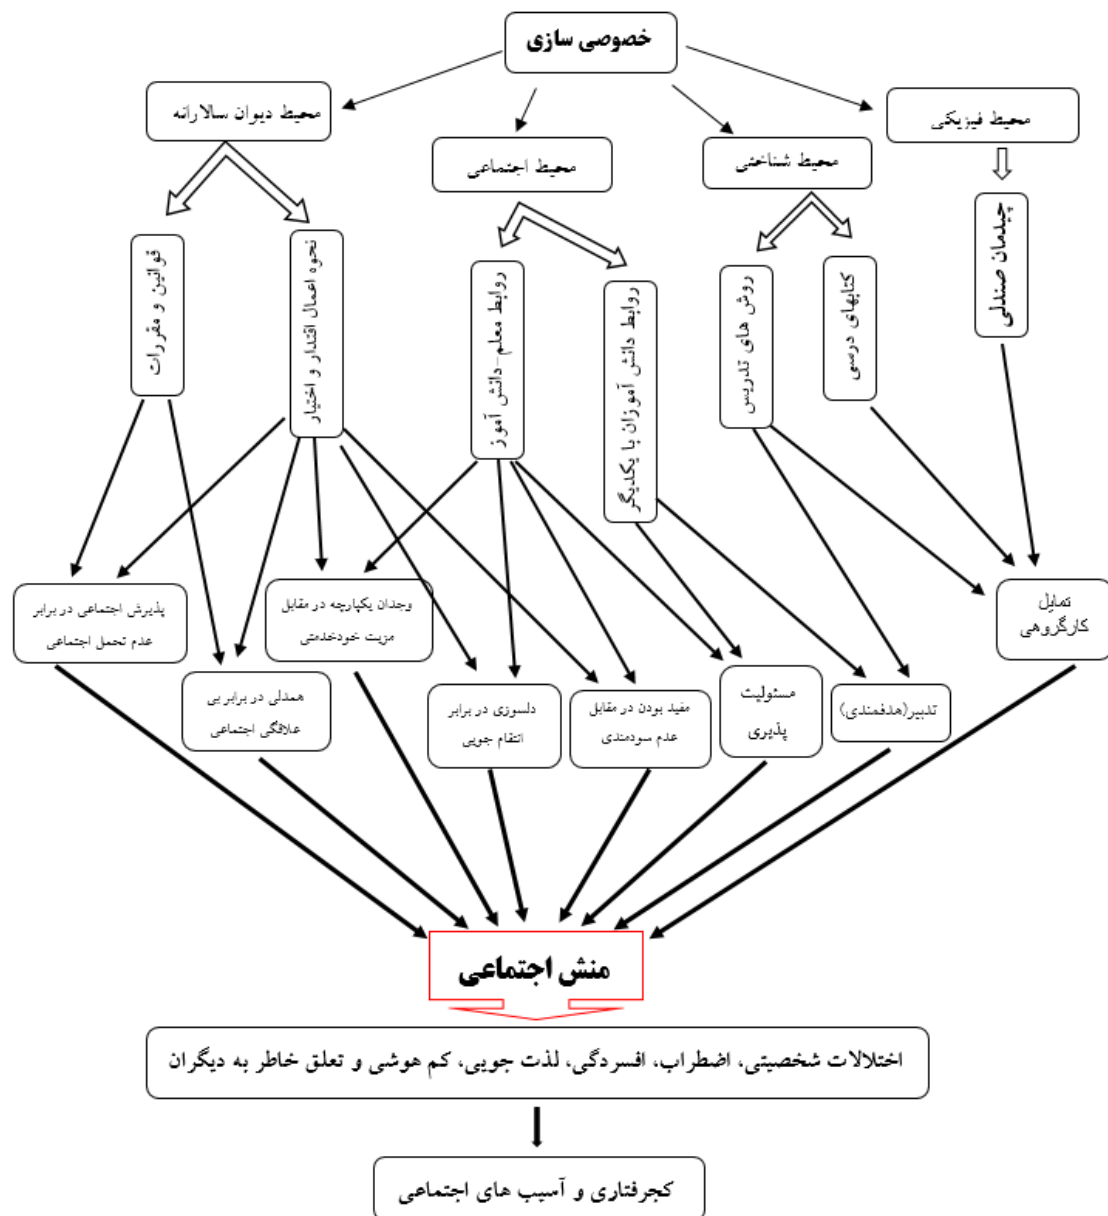 خصوصی سازی
محیط فیزیکی
محیط شناختی
محیط اجتماعی
محیط دیوان سالارانه
چیدمان صندلی
کتابهای درسی
روش های تدریس
روابط دانش آموزان با یکدیگر
روابط معلم-دانش آموز
نحوه اعمال اقتدار و اختیار
قوانین و مقررات
تمایل
کارگروهی
تدبیر(هدفمندی)
مسئولیت
پذیری
مفید بودن در مقابل
عدم سودمندی
دلسوزی در برابر
انتقام جویی
وجدان یکپارچه در مقابل
مزیت خودخدمتی
همدلی در برابر بی
علاقگی اجتماعی
پذیرش اجتماعی در برابر
عدم تحمل اجتماعی
منش اجتماعی
اختلالات شخصیتی، اضطراب، افسردگی، لذت جویی، کم هوشی و تعلق خاطر به دیگران
کجرفتاری و آسیب های اجتماعی